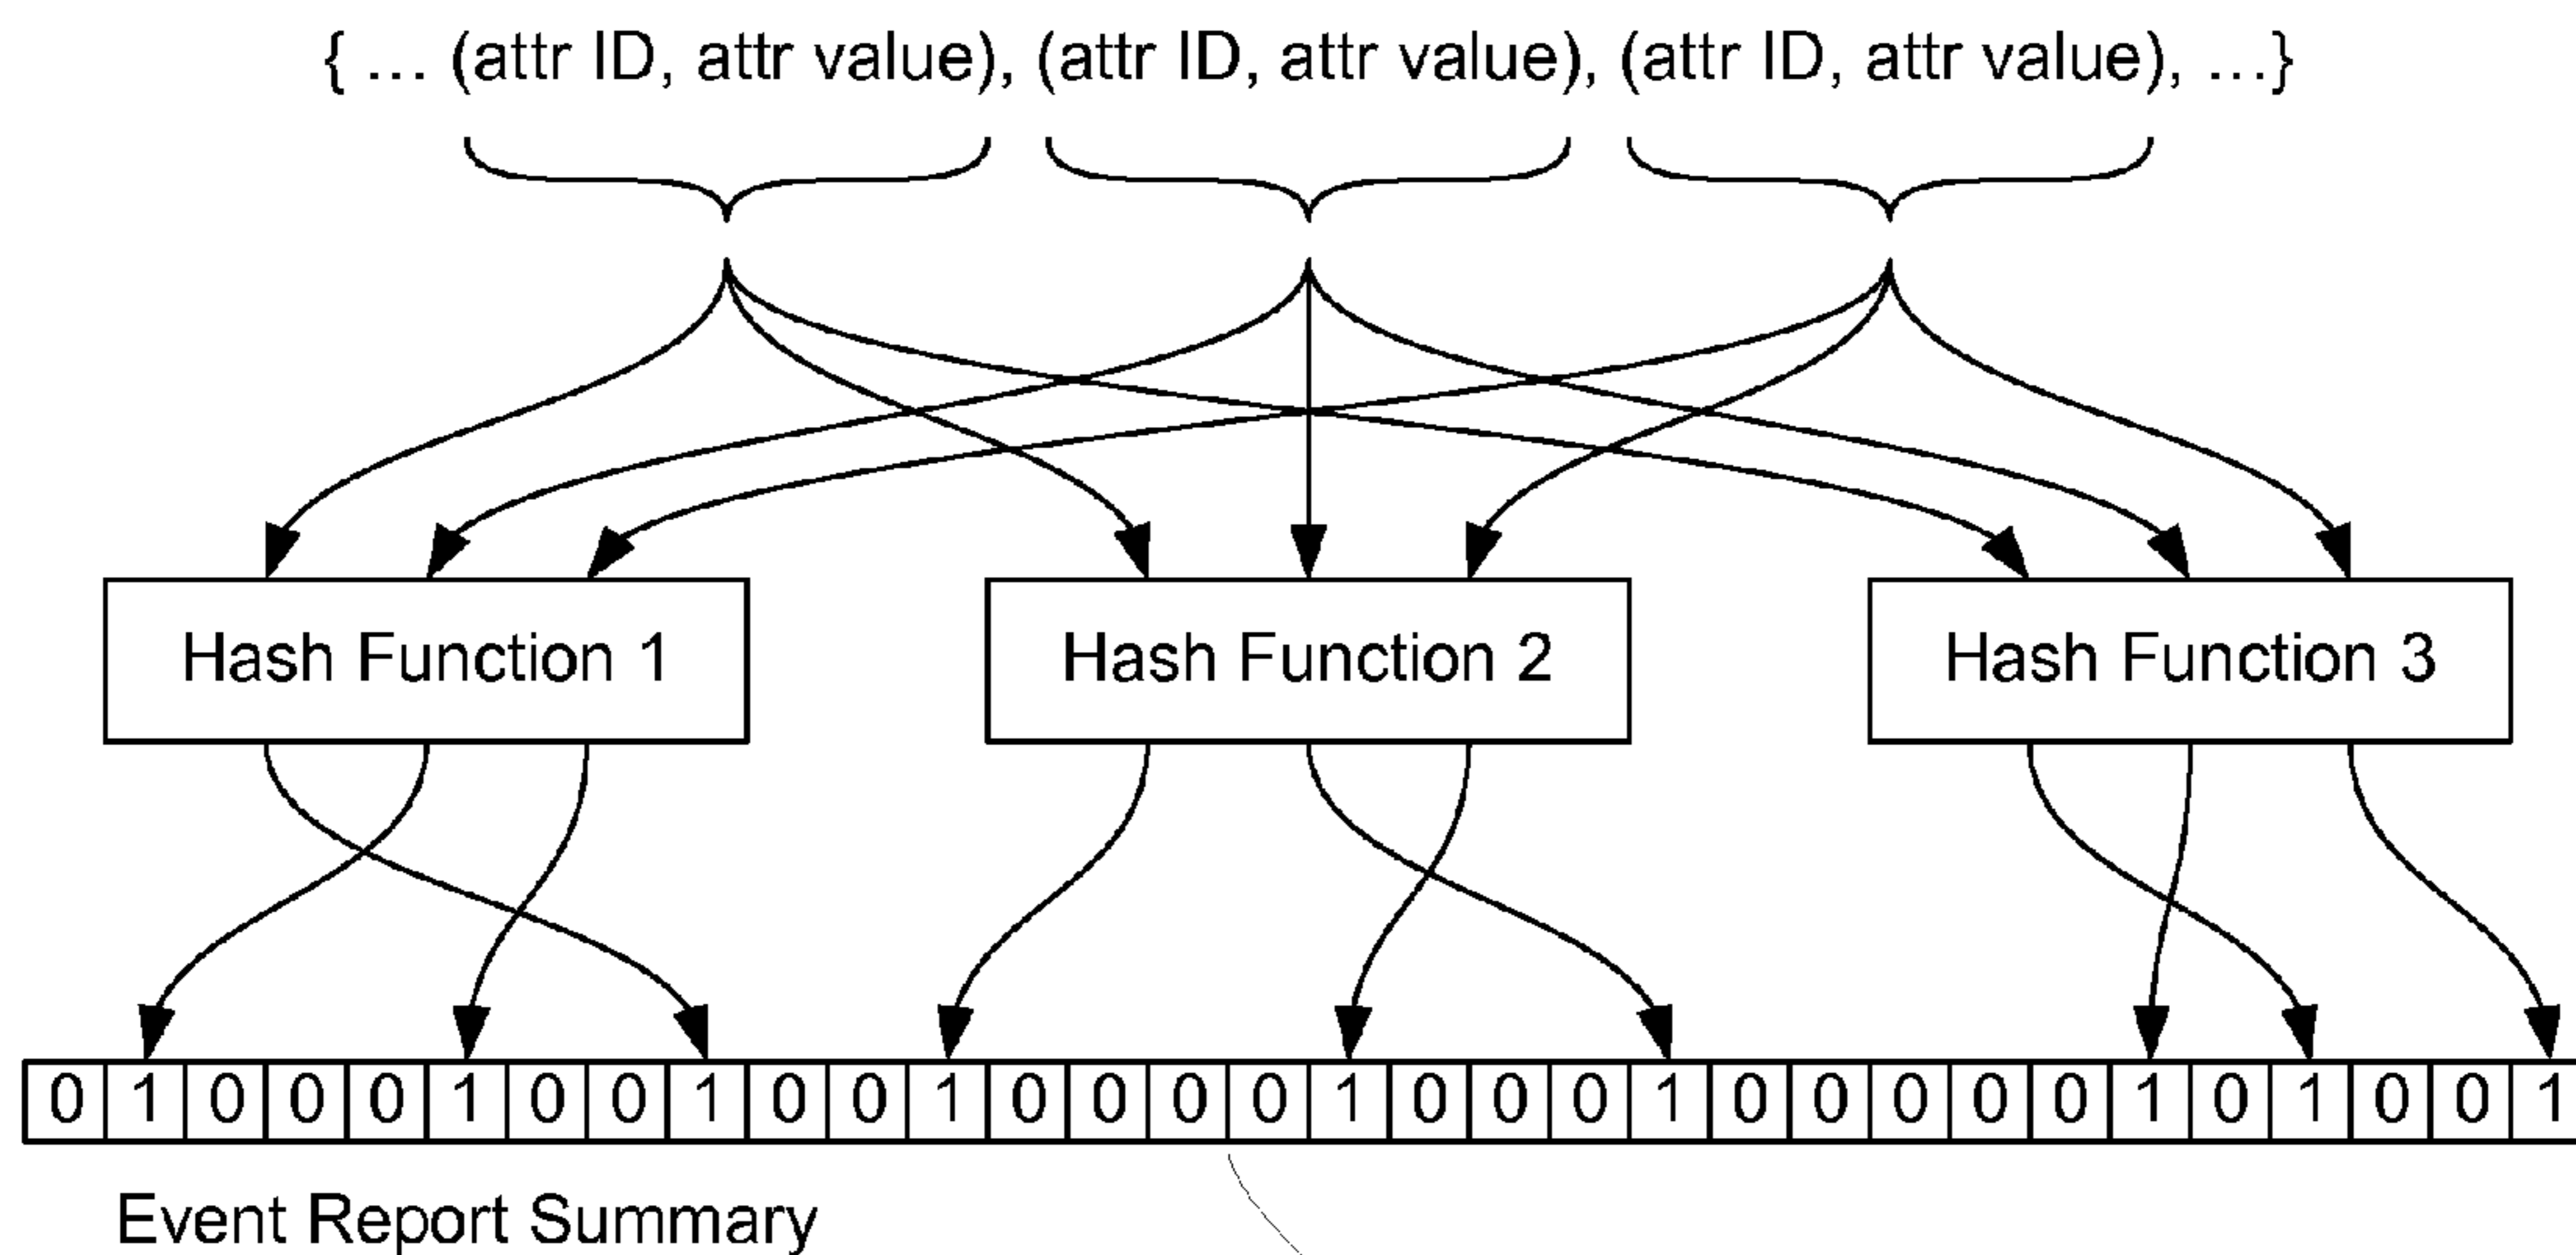 { ... (attr ID, attr value), (attr ID, attr value), (attr ID, attr value), ...}
Hash Function 1 Hash Function 2 Hash Function 3
0 1 0 0 0 1 0 0 1 0 0 1 0 0 0 0 1 0 0 0 1 0 0 0 0 0 1 0 1 0 0 1
Event Report Summary